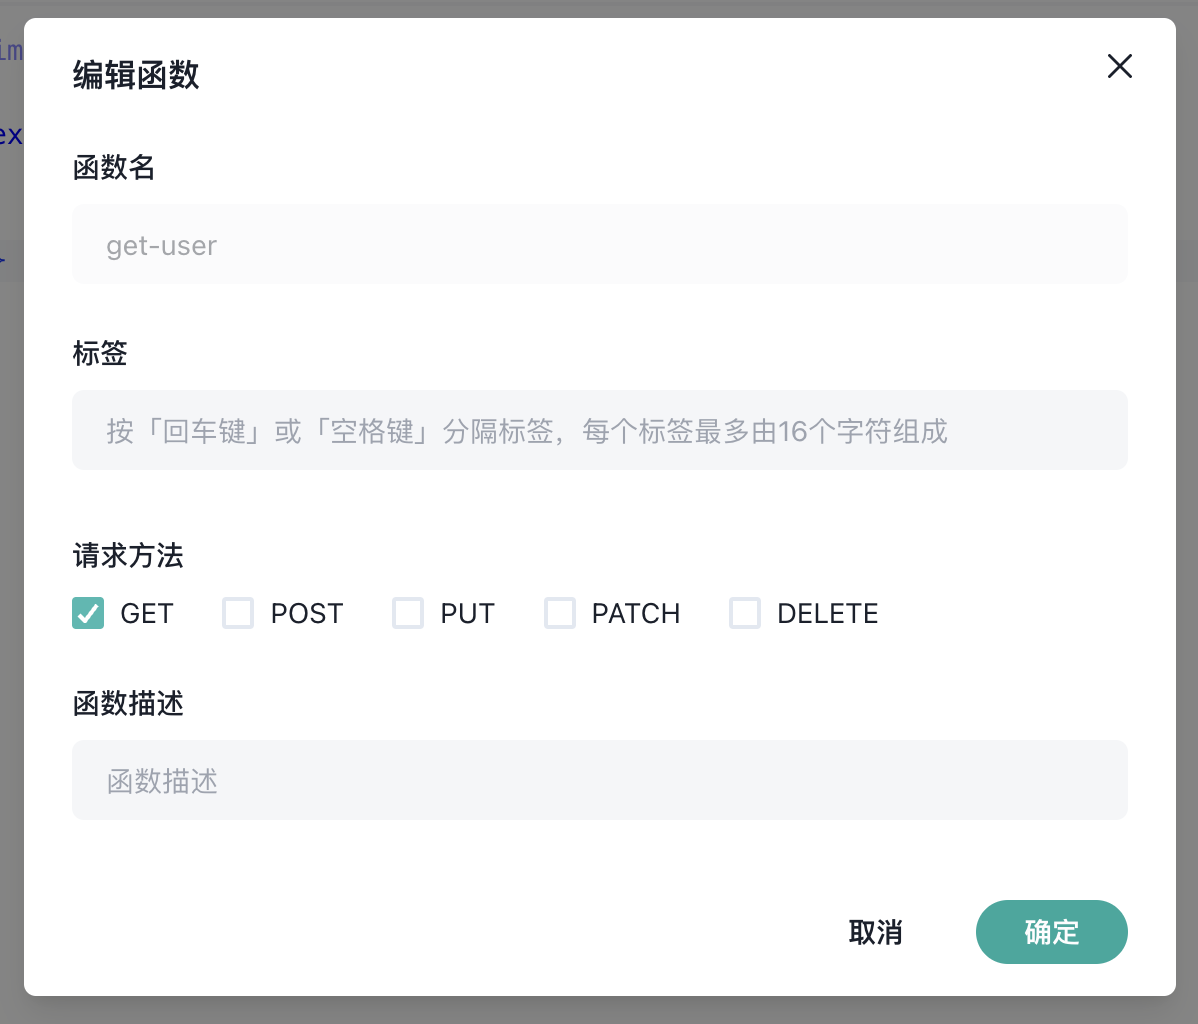 im
编辑函数
ex
函数名
get-user
标签
按「回车键」或「空格键」分隔标签，每个标签最多由16个字符组成
请求方法
GET POST PUT PATCH DELETE
函数描述
函数描述
取消 确定